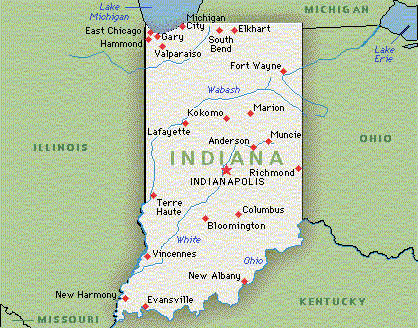 Lake
Michigan
MICHIGAN
Michigan
City
East Chicago
Gary
Hammond
Valparaiso
South
Bend
Elkhart
Lake
Erie
Fort Wayne
Wabash
Kokomo
Marion
Lafayette
Anderson
Muncie
OHIO
ILLINOIS
INDIANA
Richmond
INDIANAPOLIS
Terre
Haute
Columbus
Bloomington
White
Vincennes
Ohio
New Albany
New Harmony
Evansville
KENTUCKY
MISSOURI